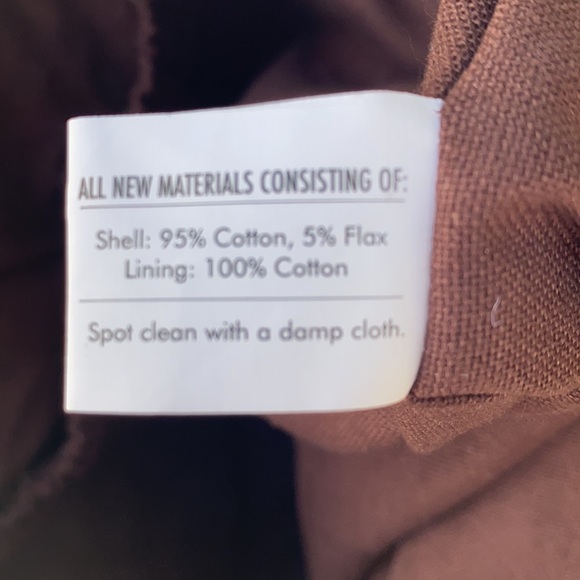 ALL NEW MATERIALS CONSISTING OF:
Shell: 95% Cotton, 5% Flax
Lining: 100% Cotton
Spot clean with a damp cloth.